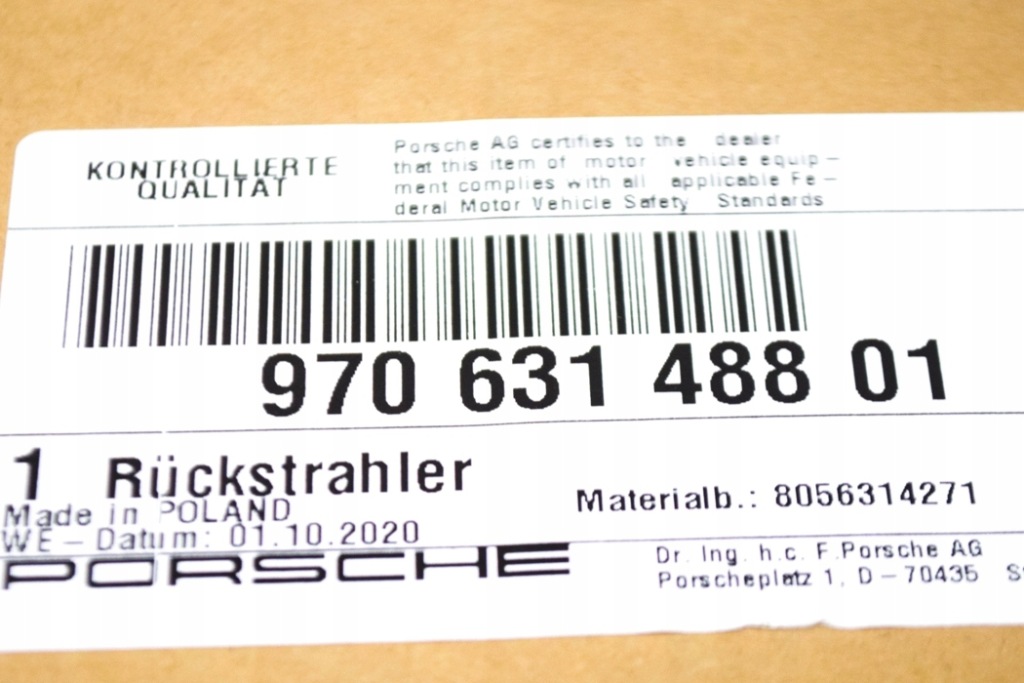 KONTROLLIERTE
QUALITÄT
Porsche AG certifies to the dealer
that this item of motor vehicle equip –
ment complies with all applicable Fe –
deral Motor Vehicle Safety Standards
970 631 488 01
1 Rückstrahler
Made in POLAND
WE – Datum: 01.10.2020
Materialb.: 8056314271
PORSCHE
Dr. Ing. h.c. F.Porsche AG
Porscheplatz 1, D – 70435